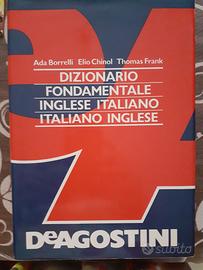 Ada Borrelli Elio Chinol Thomas Frank
DIZIONARIO
FONDAMENTALE
INGLESE ITALIANO
ITALIANO INGLESE
DeAGOSTINI
subito